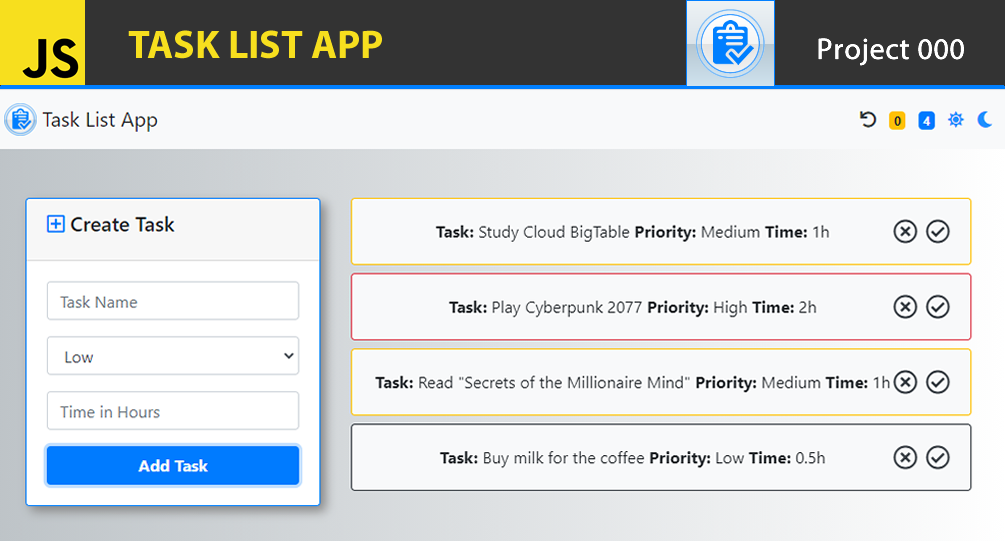 JS
TASK LIST APP
Project 000
Task List App
0
4
Create Task
Task Name
Low
Time in Hours
Add Task
Task: Study Cloud BigTable Priority: Medium Time: 1h
Task: Play Cyberpunk 2077 Priority: High Time: 2h
Task: Read "Secrets of the Millionaire Mind" Priority: Medium Time: 1h
Task: Buy milk for the coffee Priority: Low Time: 0.5h